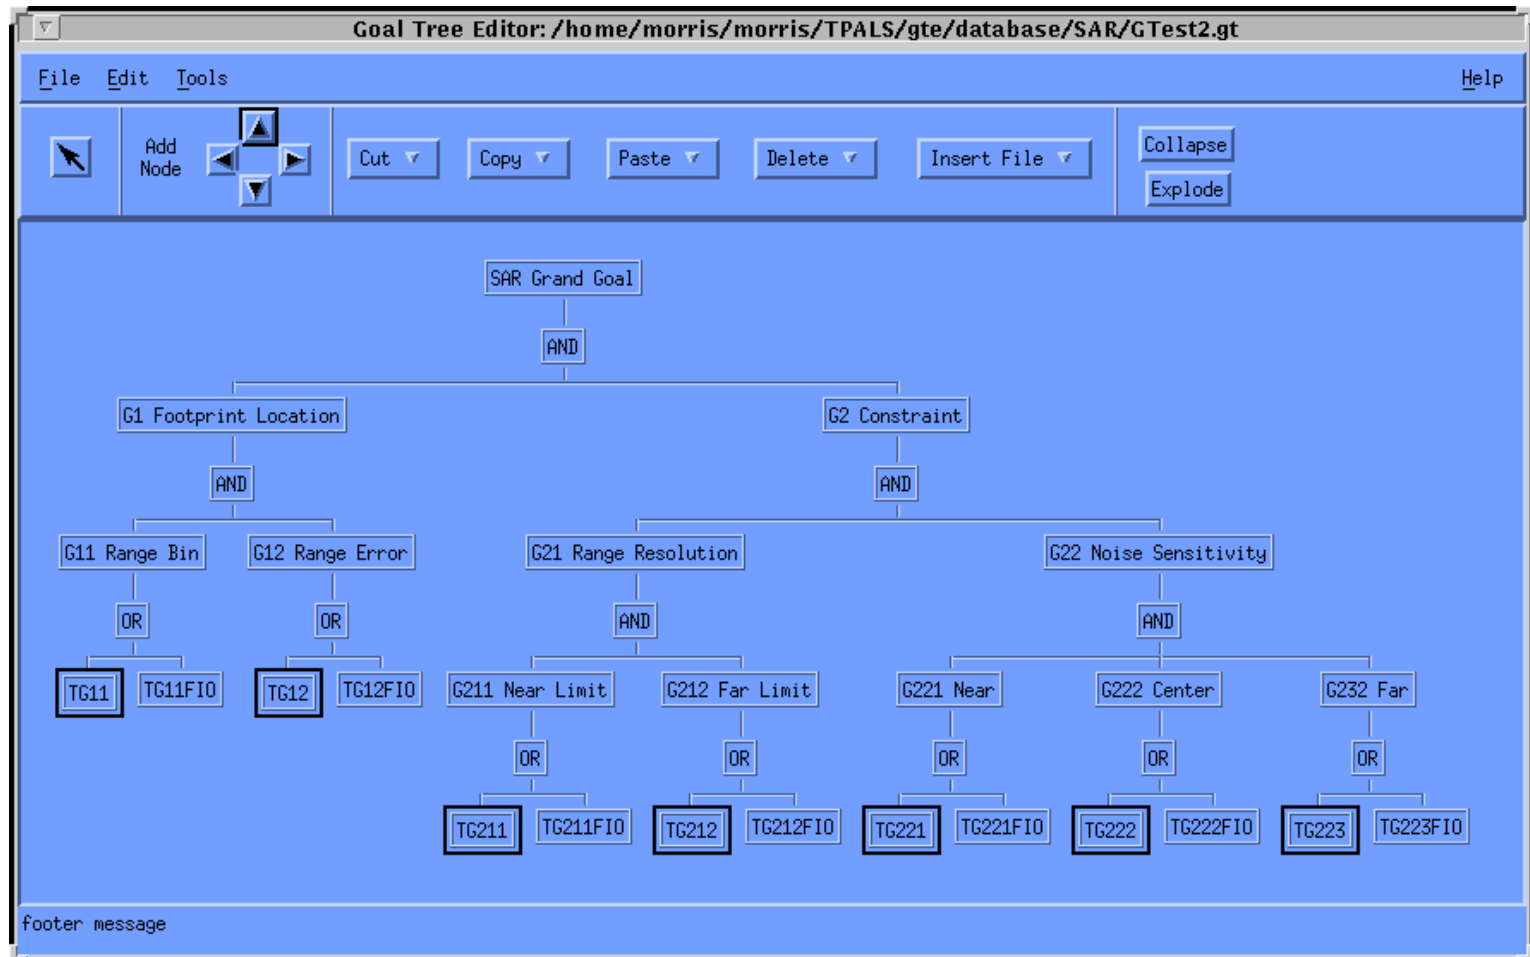 Goal Tree Editor: /home/morris/morris/TPALS/gte/database/SAR/GTest2.gt
File Edit Tools Help
Add
Node
Cut Copy Paste Delete Insert File
Collapse
Explode
SAR Grand Goal
AND
G1 Footprint Location G2 Constraint
AND AND
G11 Range Bin G12 Range Error G21 Range Resolution G22 Noise Sensitivity
OR OR AND AND
TG11 TG11FIO TG12 TG12FIO G211 Near Limit G212 Far Limit G221 Near G222 Center G232 Far
OR OR OR OR OR
TG211 TG211FIO TG212 TG212FIO TG221 TG221FIO TG222 TG222FIO TG223 TG223FIO
footer message